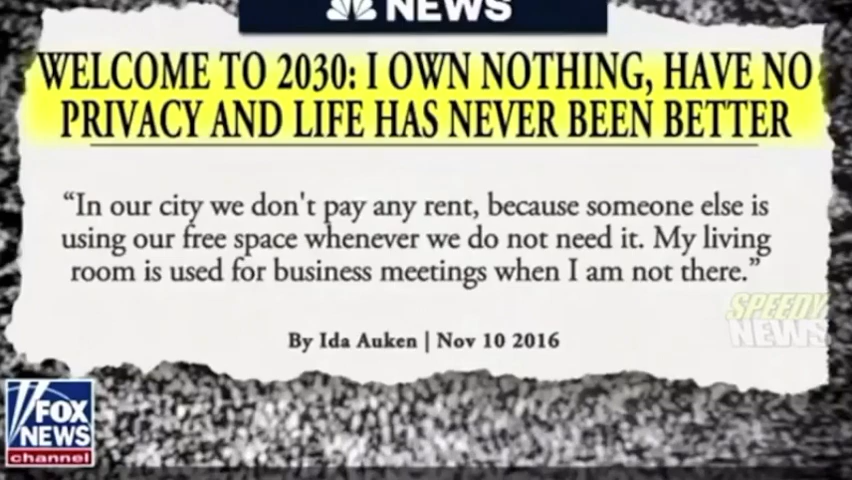 NEWS
WELCOME TO 2030: I OWN NOTHING, HAVE NO
PRIVACY AND LIFE HAS NEVER BEEN BETTER
“In our city we don't pay any rent, because someone else is
using our free space whenever we do not need it. My living
room is used for business meetings when I am not there.”
By Ida Auken | Nov 10 2016
SPEEDY
NEWS
FOX
NEWS
channel